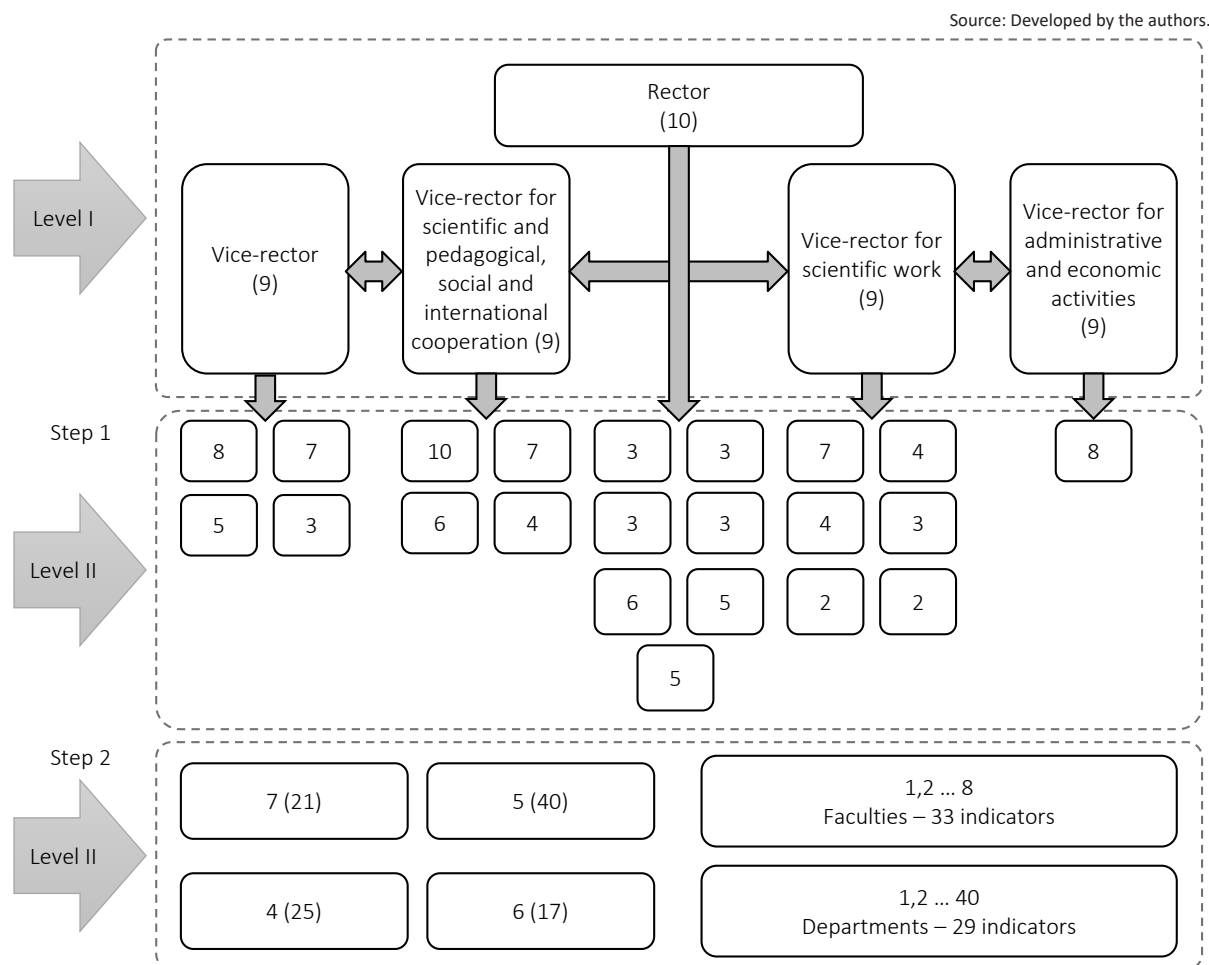 Source: Developed by the authors.
Rector
(10)
Level I
Vice-rector
(9)
Vice-rector for
scientific and
pedagogical,
social and
international
cooperation (9)
Vice-rector for
scientific work
(9)
Vice-rector for
administrative
and economic
activities
(9)
Step 1
Level II
8 7
5 3
10 7
6 4
3 3
3 3
6 5
5
7 4
4 3
2 2
8
Step 2
Level II
7 (21)
5 (40)
1,2 ... 8
Faculties – 33 indicators
4 (25)
6 (17)
1,2 ... 40
Departments – 29 indicators